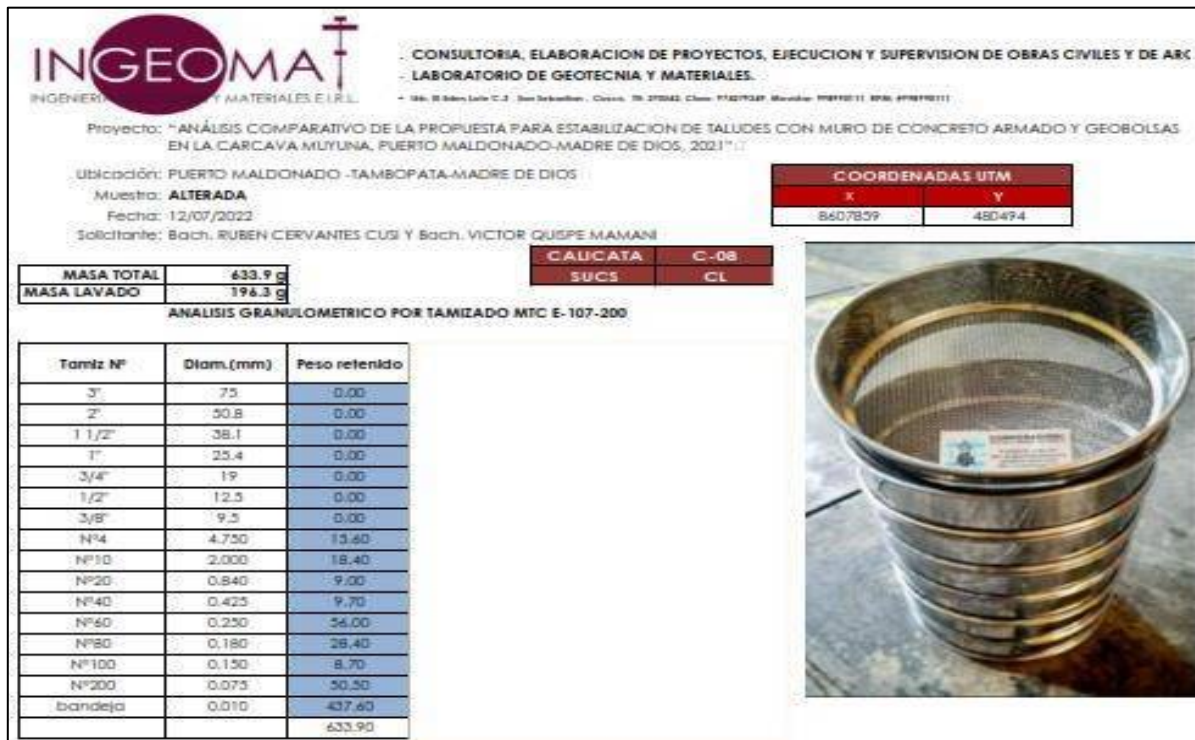 INGEOMAT
. CONSULTORIA, ELABORACION DE PROYECTOS, EJECUCION Y SUPERVISION DE OBRAS CIVILES Y DE ARC
- LABORATORIO DE GEOTECNIA Y MATERIALES.
Y MATERIALES E.I.R.L.
Proyecto: "ANÁLISIS COMPARATIVO DE LA PROPUESTA PARA ESTABILIZACION DE TALUDES CON MURO DE CONCRETO ARMADO Y GEOBOLSAS
EN LA CARCAVA MUYUNA, PUERTO MALDONADO-MADRE DE DIOS, 2021"
Ubicación: PUERTO MALDONADO -TAMBOPATA-MADRE DE DIOS
Muestra: ALTERADA
Fecha: 12/07/2022
Solicitante: Bach. RUBEN CERVANTES CUSI Y Bach. VICTOR QUISPE MAMANI
COORDENADAS UTM
X Y
8607859 480494
CALICATA C-08
SUCS CL
MASA TOTAL 633.9 g
MASA LAVADO 196.3 g
ANALISIS GRANULOMETRICO POR TAMIZADO MTC E-107-200
Tamiz Nº Diam.(mm) Peso retenido
3" 75 0.00
2" 50.8 0.00
1 1/2" 38.1 0.00
1" 25.4 0.00
3/4" 19 0.00
1/2" 12.5 0.00
3/8" 9.5 0.00
Nº4 4.750 15.60
Nº10 2.000 18.40
Nº20 0.840 9.00
Nº40 0.425 9.70
Nº60 0.250 56.00
Nº80 0.180 28.40
Nº100 0.150 8.70
Nº200 0.075 50.50
bandeja 0.010 437.60
633.90